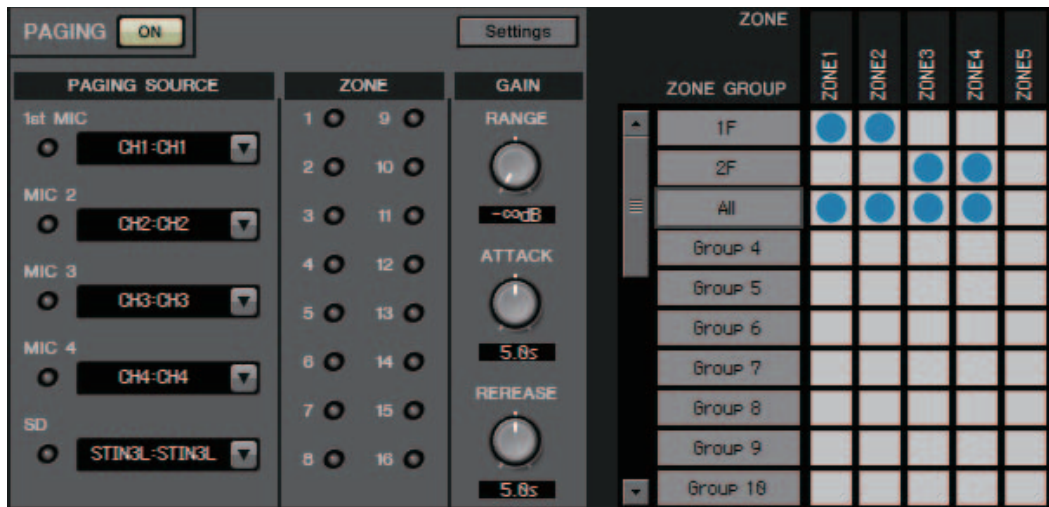 PAGING ON
Settings
PAGING SOURCE
1st MIC
CH1:CH1
MIC 2
CH2:CH2
MIC 3
CH3:CH3
MIC 4
CH4:CH4
SD
STIN3L:STIN3L
ZONE
1 9
2 10
3 11
4 12
5 13
6 14
7 15
8 16
GAIN
RANGE
-∞dB
ATTACK
5.0s
REREASE
5.0s
ZONE
ZONE GROUP
ZONE1
ZONE2
ZONE3
ZONE4
ZONE5
1F
2F
All
Group 4
Group 5
Group 6
Group 7
Group 8
Group 9
Group 10